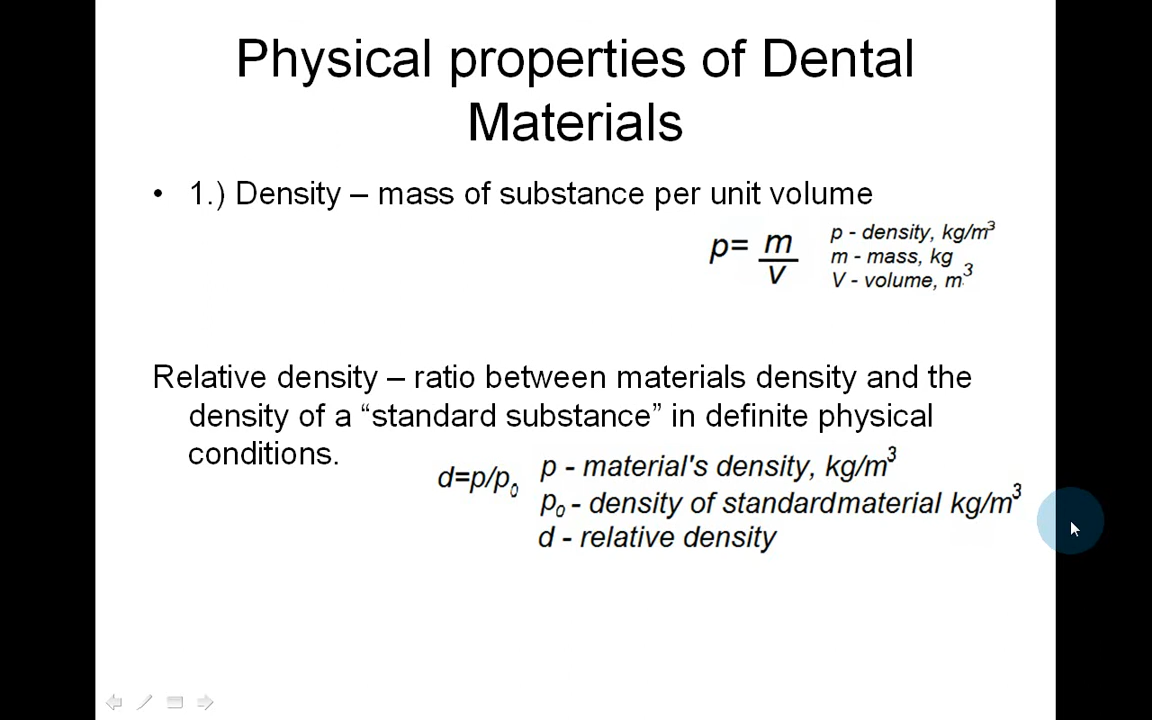 Physical properties of Dental
Materials
• 1.) Density – mass of substance per unit volume
p= m/v
p - density, kg/m³
m - mass, kg
V - volume, m³
Relative density – ratio between materials density and the
density of a “standard substance” in definite physical
conditions.
d=p/p₀
p - material's density, kg/m³
p₀ - density of standardmaterial kg/m³
d - relative density